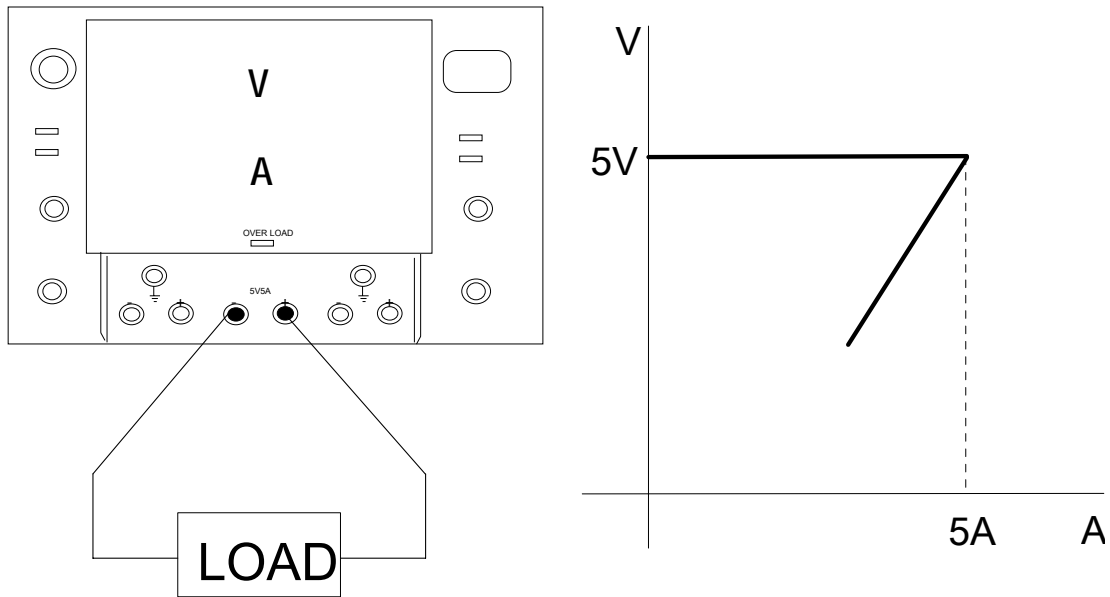 V
A
OVER LOAD
5V5A
- + - + - +
LOAD
V
5V
5A
A